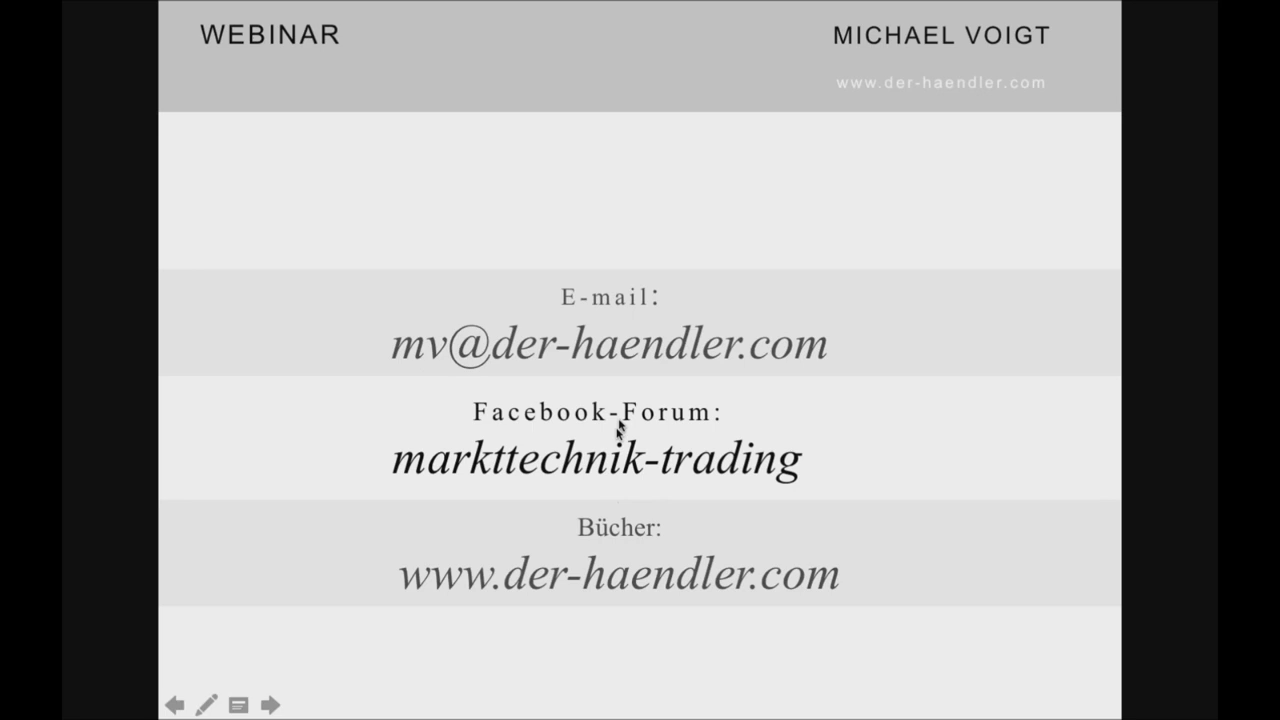 WEBINAR
MICHAEL VOIGT
www.der-haendler.com
E-mail:
mv@der-haendler.com
Facebook-Forum:
markttechnik-trading
Bücher:
www.der-haendler.com